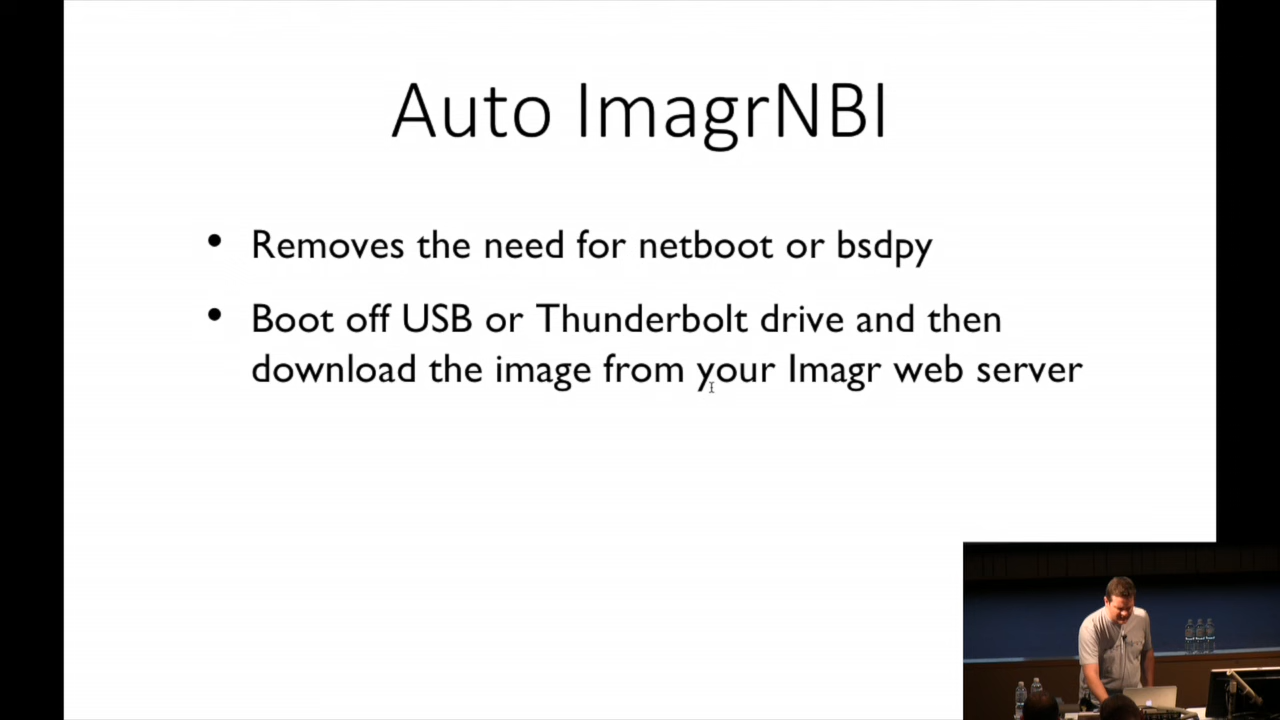 Auto ImagrNBI
• Removes the need for netboot or bsdpy
• Boot off USB or Thunderbolt drive and then
download the image from your Imagr web server